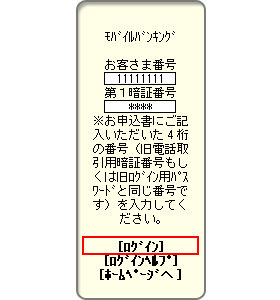 ﾓﾊﾞｲﾙﾊﾞﾝｷﾝｸﾞ
お客さま番号
11111111
第１暗証番号
****
※お申込書にご記
入いただいた４桁
の番号（旧電話取
引用暗証番号もし
くは旧ﾛｸﾞｲﾝ用ﾊﾟｽ
ﾜｰﾄﾞと同じ番号で
す）を入力してく
ださい。
[ﾛｸﾞｲﾝ]
[ﾛｸﾞｲﾝﾍﾙﾌﾟ]
[ﾎｰﾑﾍﾟｰｼﾞへ]